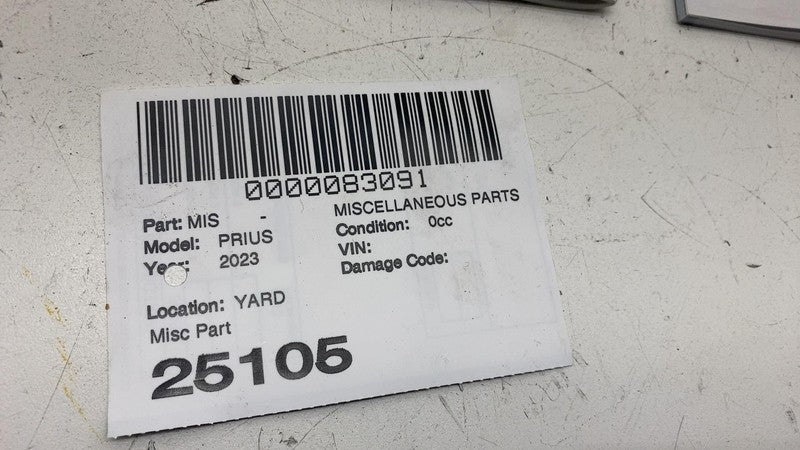 0000083091
Part: MIS - MISCELLANEOUS PARTS
Model: PRIUS Condition: 0cc
Year: 2023 VIN:
Damage Code:
Location: YARD
Misc Part
25105